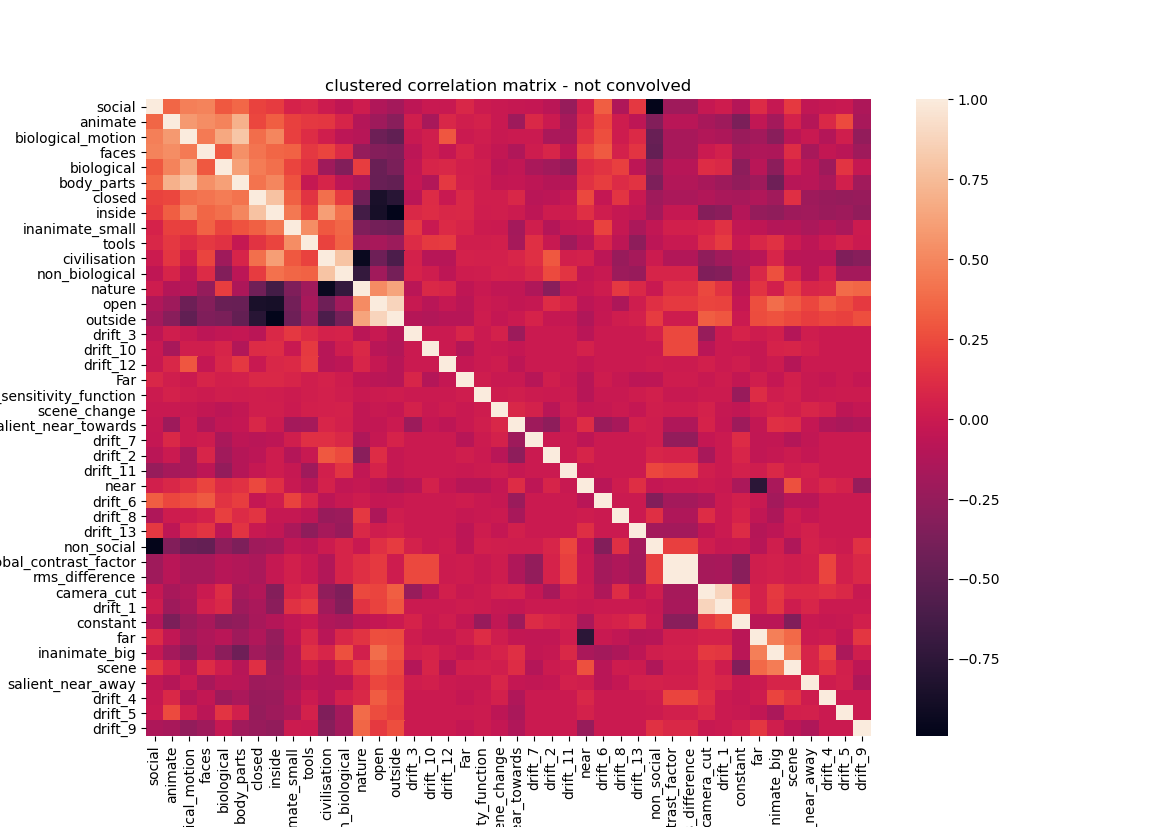 clustered correlation matrix - not convolved
social
animate
biological_motion
faces
biological
body_parts
closed
inside
inanimate_small
tools
civilisation
non_biological
nature
open
outside
drift_3
drift_10
drift_12
Far
_sensitivity_function
scene_change
alient_near_towards
drift_7
drift_2
drift_11
near
drift_6
drift_8
drift_13
non_social
obal_contrast_factor
rms_difference
camera_cut
drift_1
constant
far
inanimate_big
scene
salient_near_away
drift_4
drift_5
drift_9
1.00
0.75
0.50
0.25
0.00
−0.25
−0.50
−0.75
social
animate
ical_motion
faces
biological
body_parts
closed
inside
mate_small
tools
civilisation
n_biological
nature
open
outside
drift_3
drift_10
drift_12
Far
ty_function
ene_change
ear_towards
drift_7
drift_2
drift_11
near
drift_6
drift_8
drift_13
non_social
trast_factor
_difference
camera_cut
drift_1
constant
far
nimate_big
scene
_near_away
drift_4
drift_5
drift_9